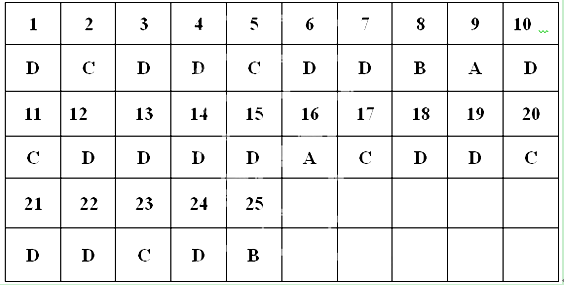 1 2 3 4 5 6 7 8 9 10
D C D D C D D B A D
11 12 13 14 15 16 17 18 19 20
C D D D D A C D D C
21 22 23 24 25
D D C D B